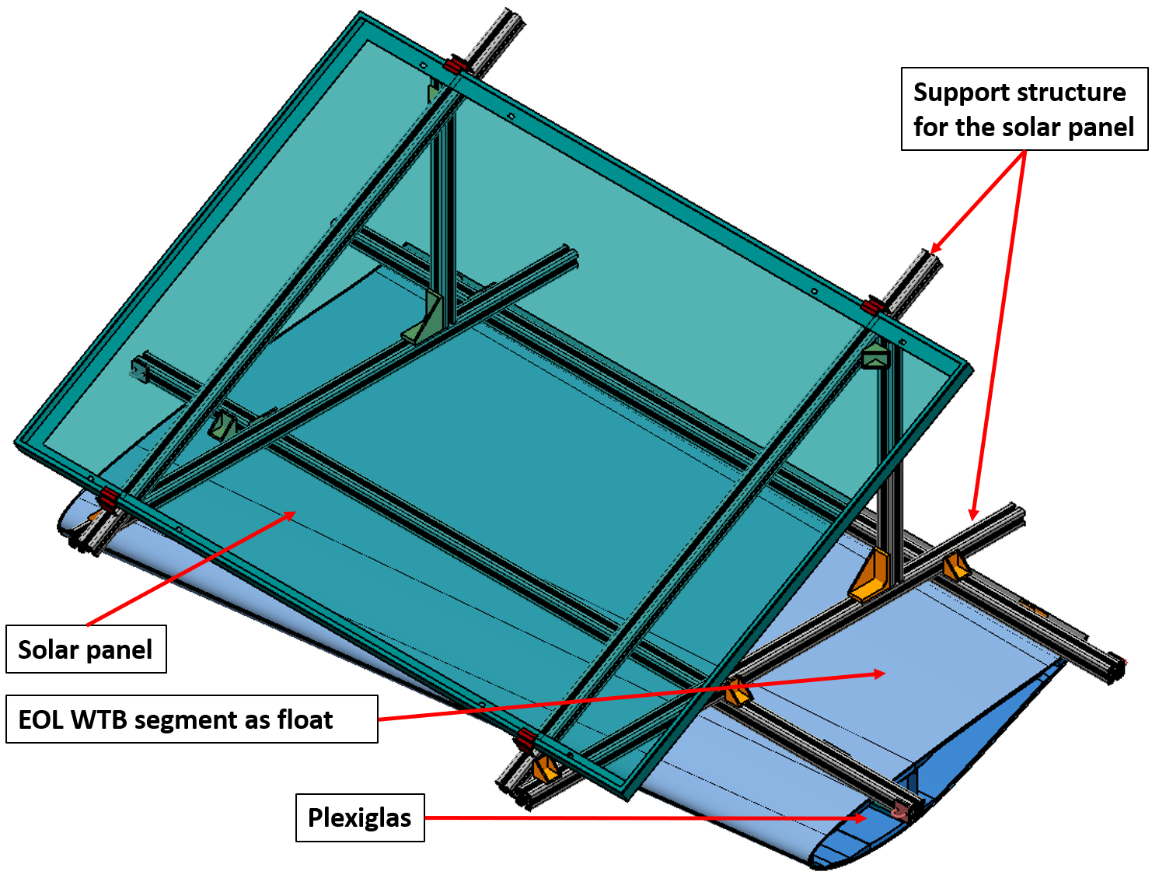 Support structure
for the solar panel
Solar panel
EOL WTB segment as float
Plexiglas